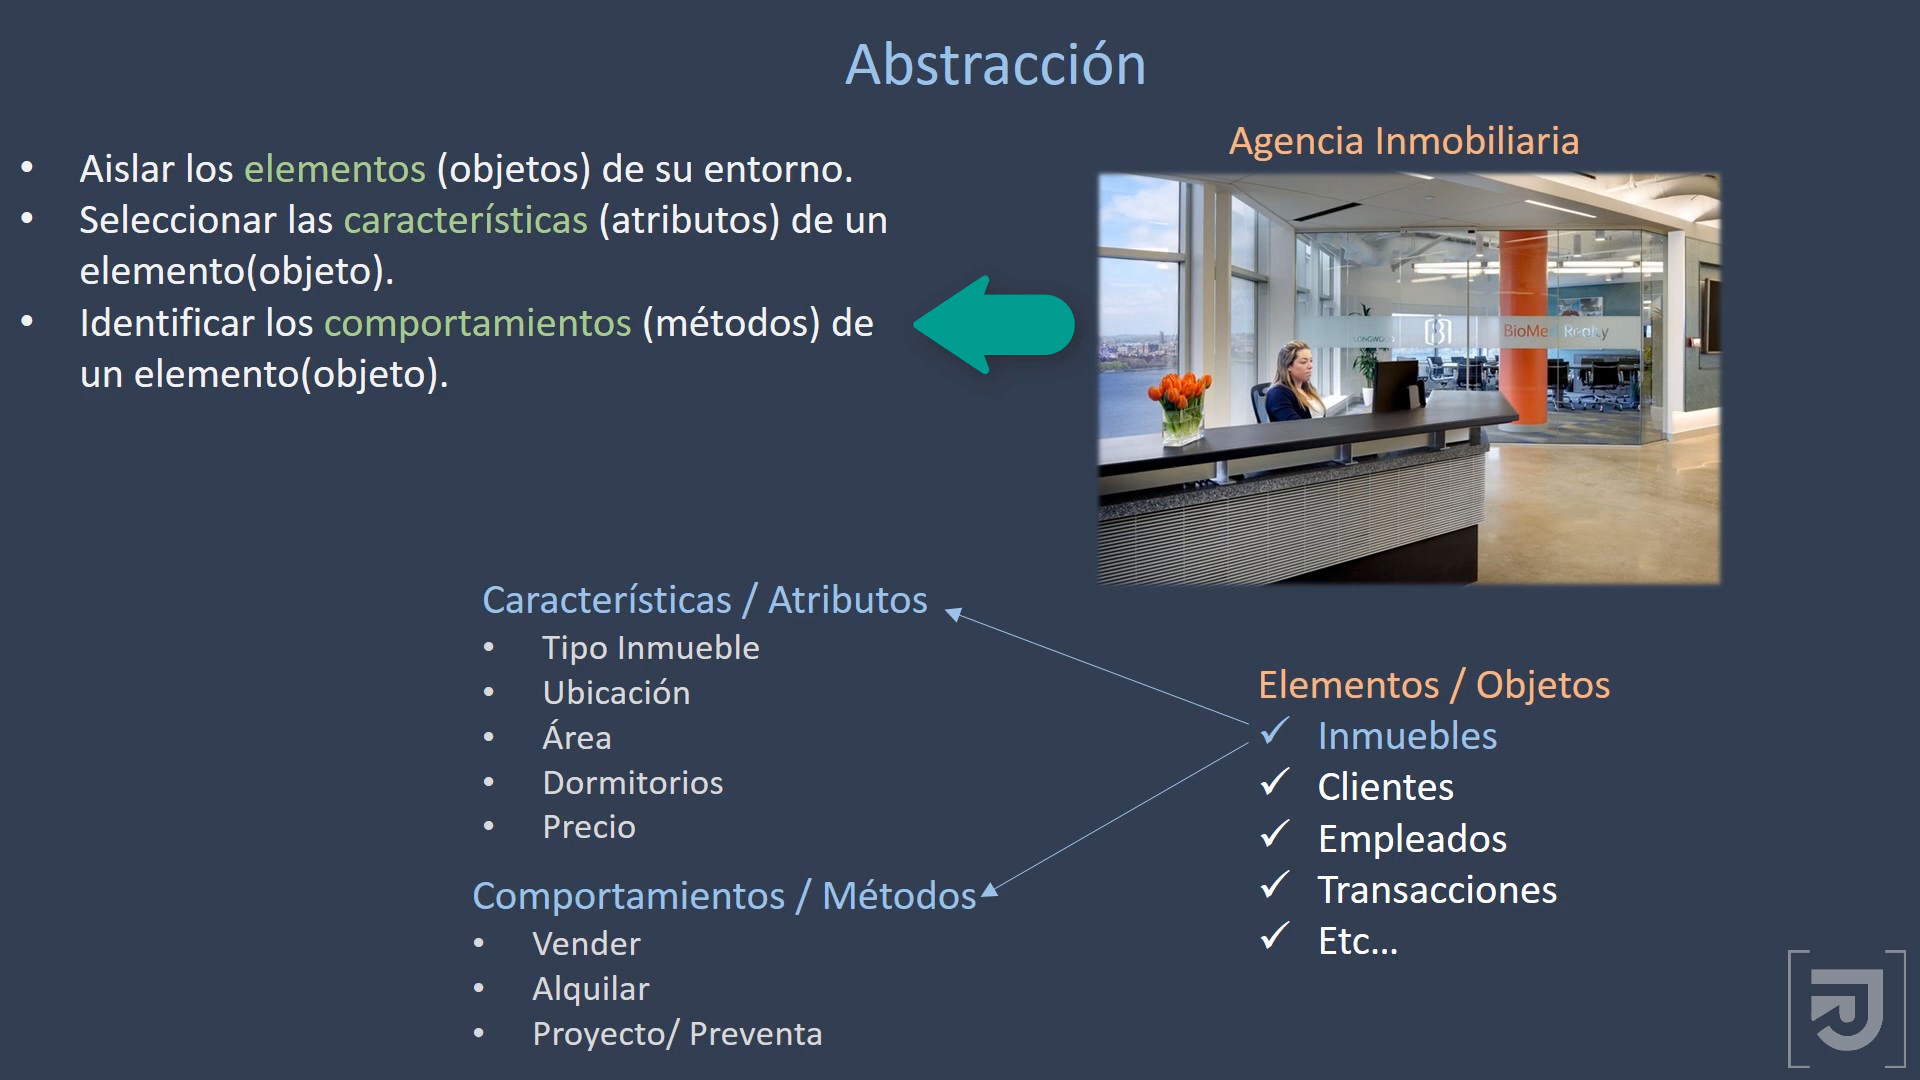 Abstracción
• Aislar los elementos (objetos) de su entorno.
• Seleccionar las características (atributos) de un
elemento(objeto).
• Identificar los comportamientos (métodos) de
un elemento(objeto).
Agencia Inmobiliaria
BioMed Realty
Características / Atributos
• Tipo Inmueble
• Ubicación
• Área
• Dormitorios
• Precio
Comportamientos / Métodos
• Vender
• Alquilar
• Proyecto/ Preventa
Elementos / Objetos
✓ Inmuebles
✓ Clientes
✓ Empleados
✓ Transacciones
✓ Etc...